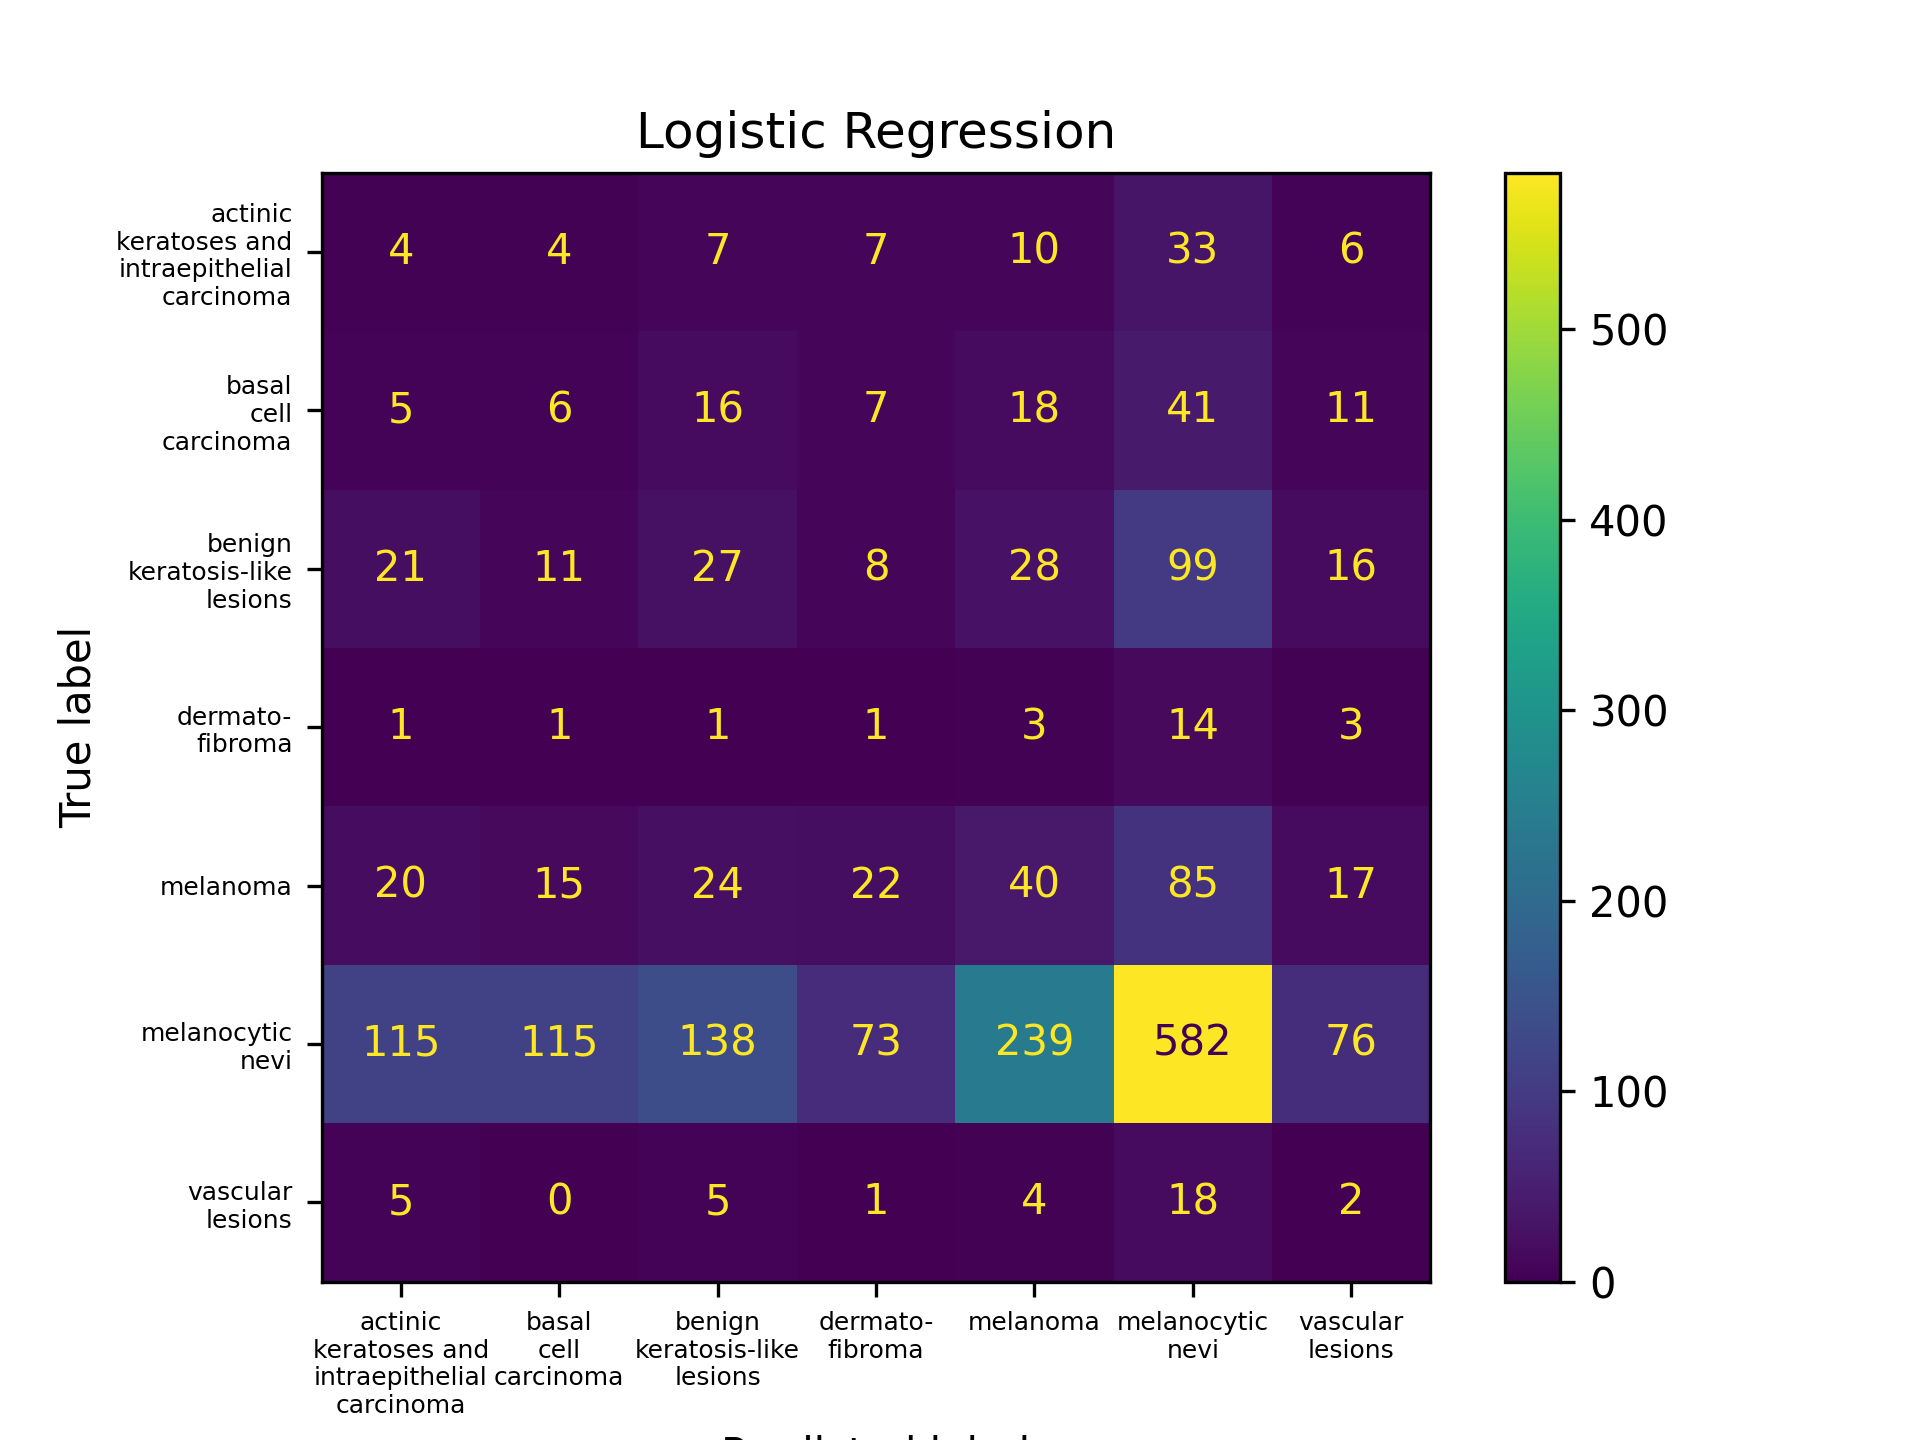 Logistic Regression
True label
actinic
keratoses and
intraepithelial
carcinoma
4 4 7 7 10 33 6
basal
cell
carcinoma
5 6 16 7 18 41 11
benign
keratosis-like
lesions
21 11 27 8 28 99 16
dermato-
fibroma
1 1 1 1 3 14 3
melanoma
20 15 24 22 40 85 17
melanocytic
nevi
115 115 138 73 239 582 76
vascular
lesions
5 0 5 1 4 18 2
actinic
keratoses and
intraepithelial
carcinoma
basal
cell
carcinoma
benign
keratosis-like
lesions
dermato-
fibroma
melanoma
melanocytic
nevi
vascular
lesions
500
400
300
200
100
0